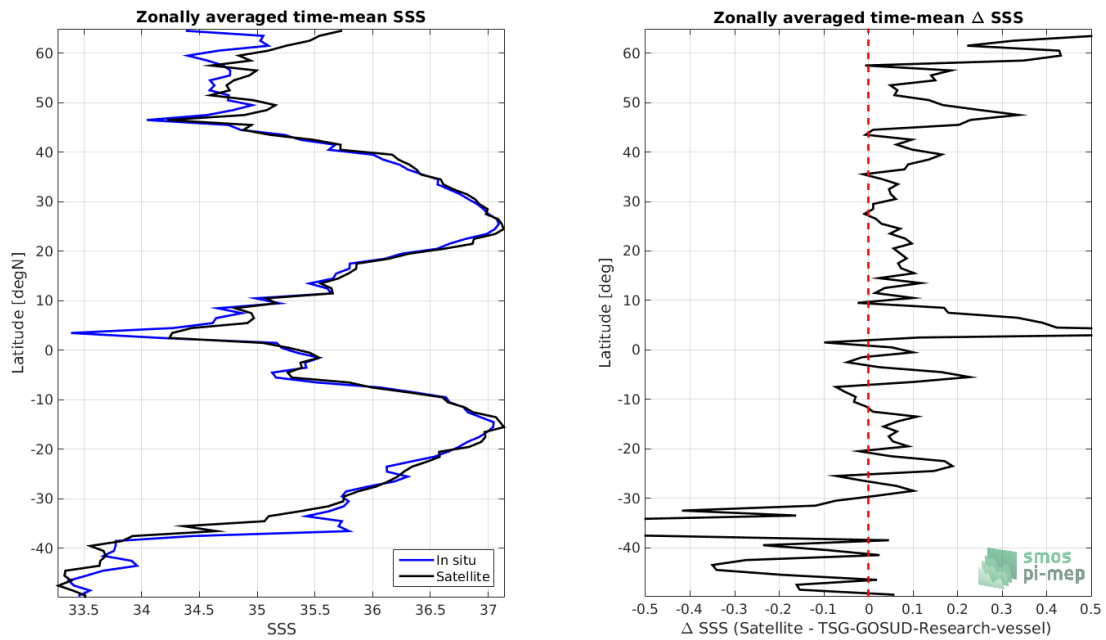 Zonally averaged time-mean SSS
60
50
40
30
20
10
0
-10
-20
-30
-40
Latitude [degN]
33.5 34 34.5 35 35.5 36 36.5 37
SSS
In situ
Satellite
Zonally averaged time-mean Δ SSS
60
50
40
30
20
10
0
-10
-20
-30
-40
Latitude [deg]
-0.5 -0.4 -0.3 -0.2 -0.1 0 0.1 0.2 0.3 0.4 0.5
Δ SSS (Satellite - TSG-GOSUD-Research-vessel)
smos
pi-mep